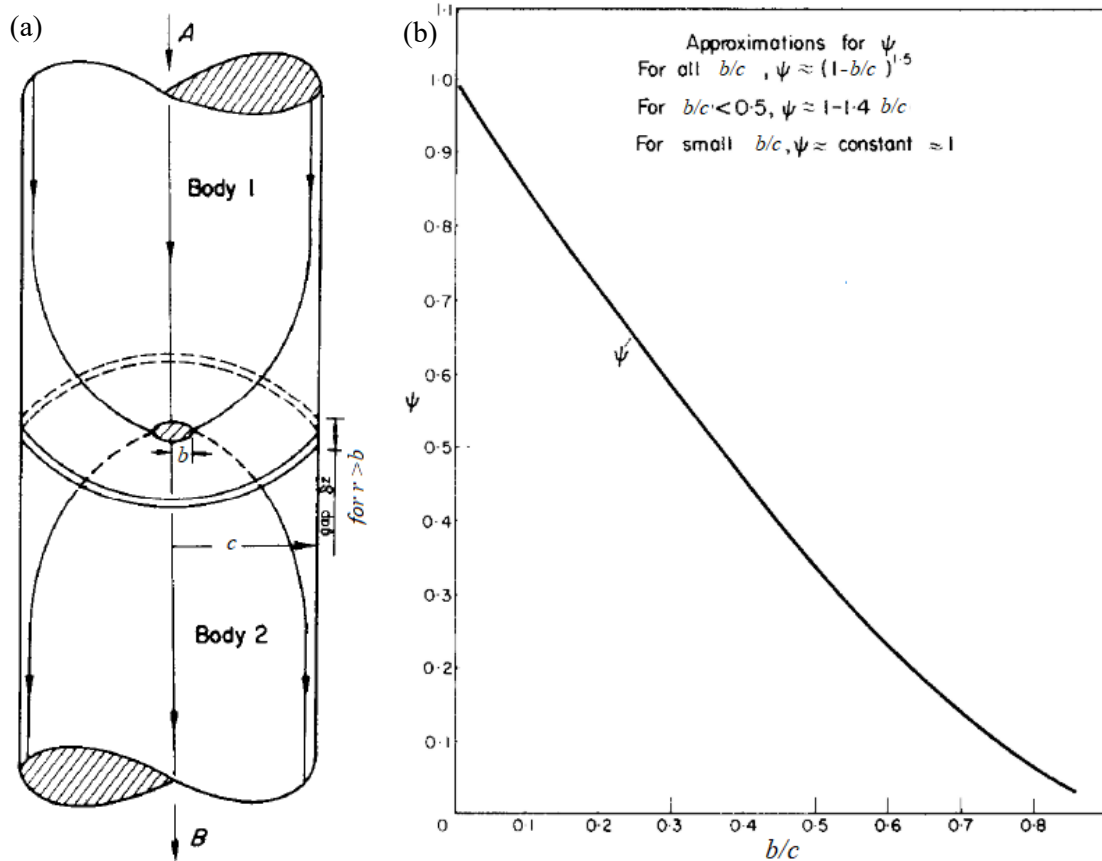 (a)
A
Body 1
b
c
gap δz
for r > b
Body 2
B
(b)
Approximations for ψ
For all b/c , ψ ≈ (1-b/c)^1·5
For b/c < 0·5, ψ ≈ 1-1·4 b/c
For small b/c, ψ ≈ constant ≈ 1
1·1
1·0
0·9
0·8
0·7
0·6
0·5
0·4
0·3
0·2
0·1
ψ
ψ
0 0·1 0·2 0·3 0·4 0·5 0·6 0·7 0·8
b/c